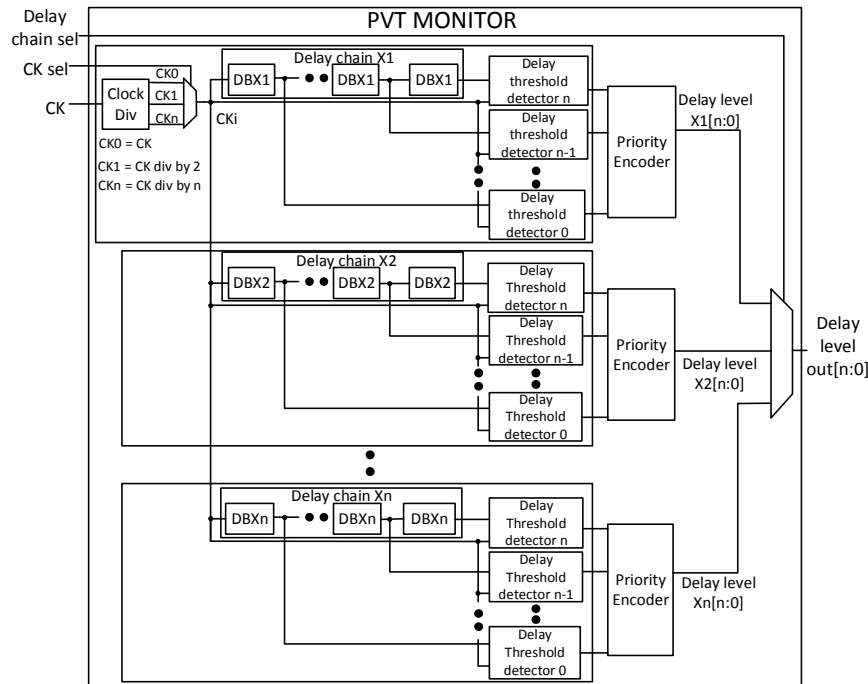 PVT MONITOR
Delay
chain sel
CK sel
CK
Clock
Div
CK0
CK1
CKn
CKi
CK0 = CK
CK1 = CK div by 2
CKn = CK div by n
Delay chain X1
DBX1
DBX1
DBX1
Delay
threshold
detector n
Delay
threshold
detector n-1
Delay
threshold
detector 0
Priority
Encoder
Delay level
X1[n:0]
Delay chain X2
DBX2
DBX2
DBX2
Delay
Threshold
detector n
Delay
Threshold
detector n-1
Delay
Threshold
detector 0
Priority
Encoder
Delay level
X2[n:0]
Delay
level
out[n:0]
Delay chain Xn
DBXn
DBXn
DBXn
Delay
Threshold
detector n
Delay
Threshold
detector n-1
Delay
Threshold
detector 0
Priority
Encoder
Delay level
Xn[n:0]